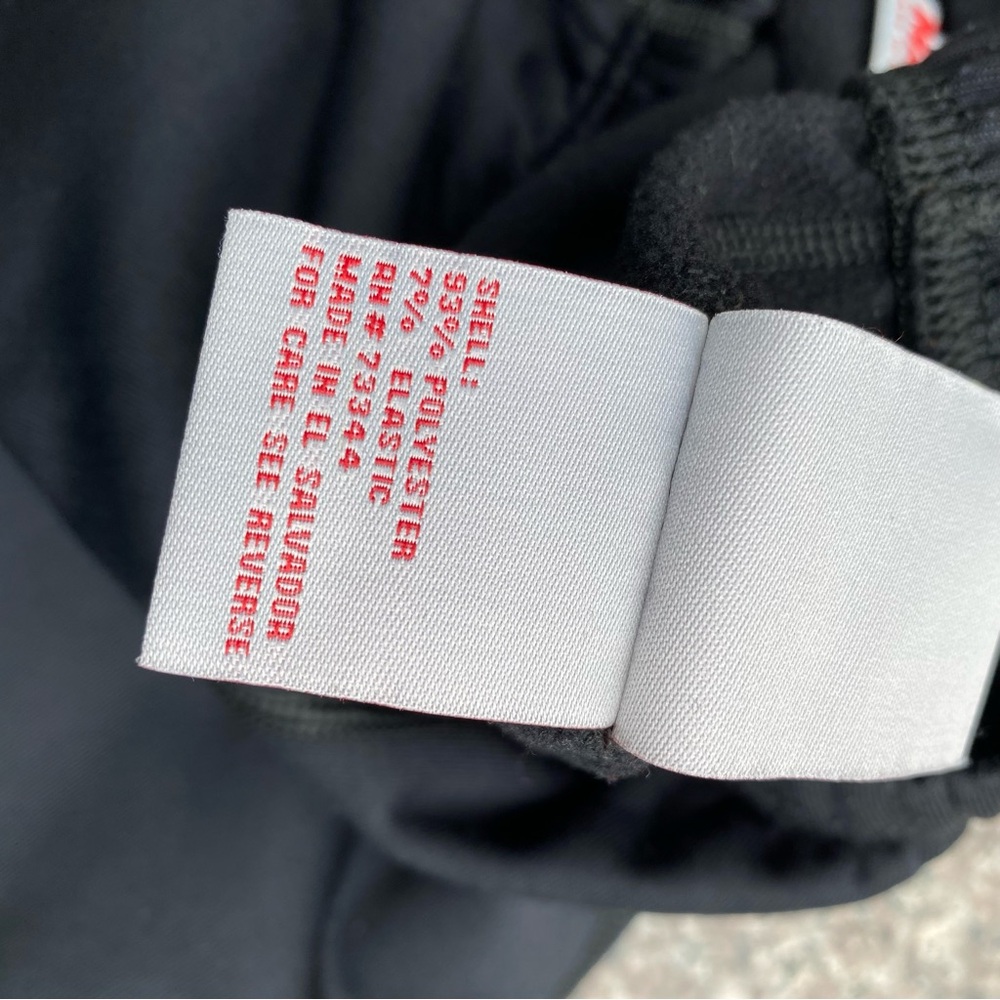 SHELL:
93% POLYESTER
7% ELASTIC
RN# 73344
MADE IN EL SALVADOR
FOR CARE SEE REVERSE